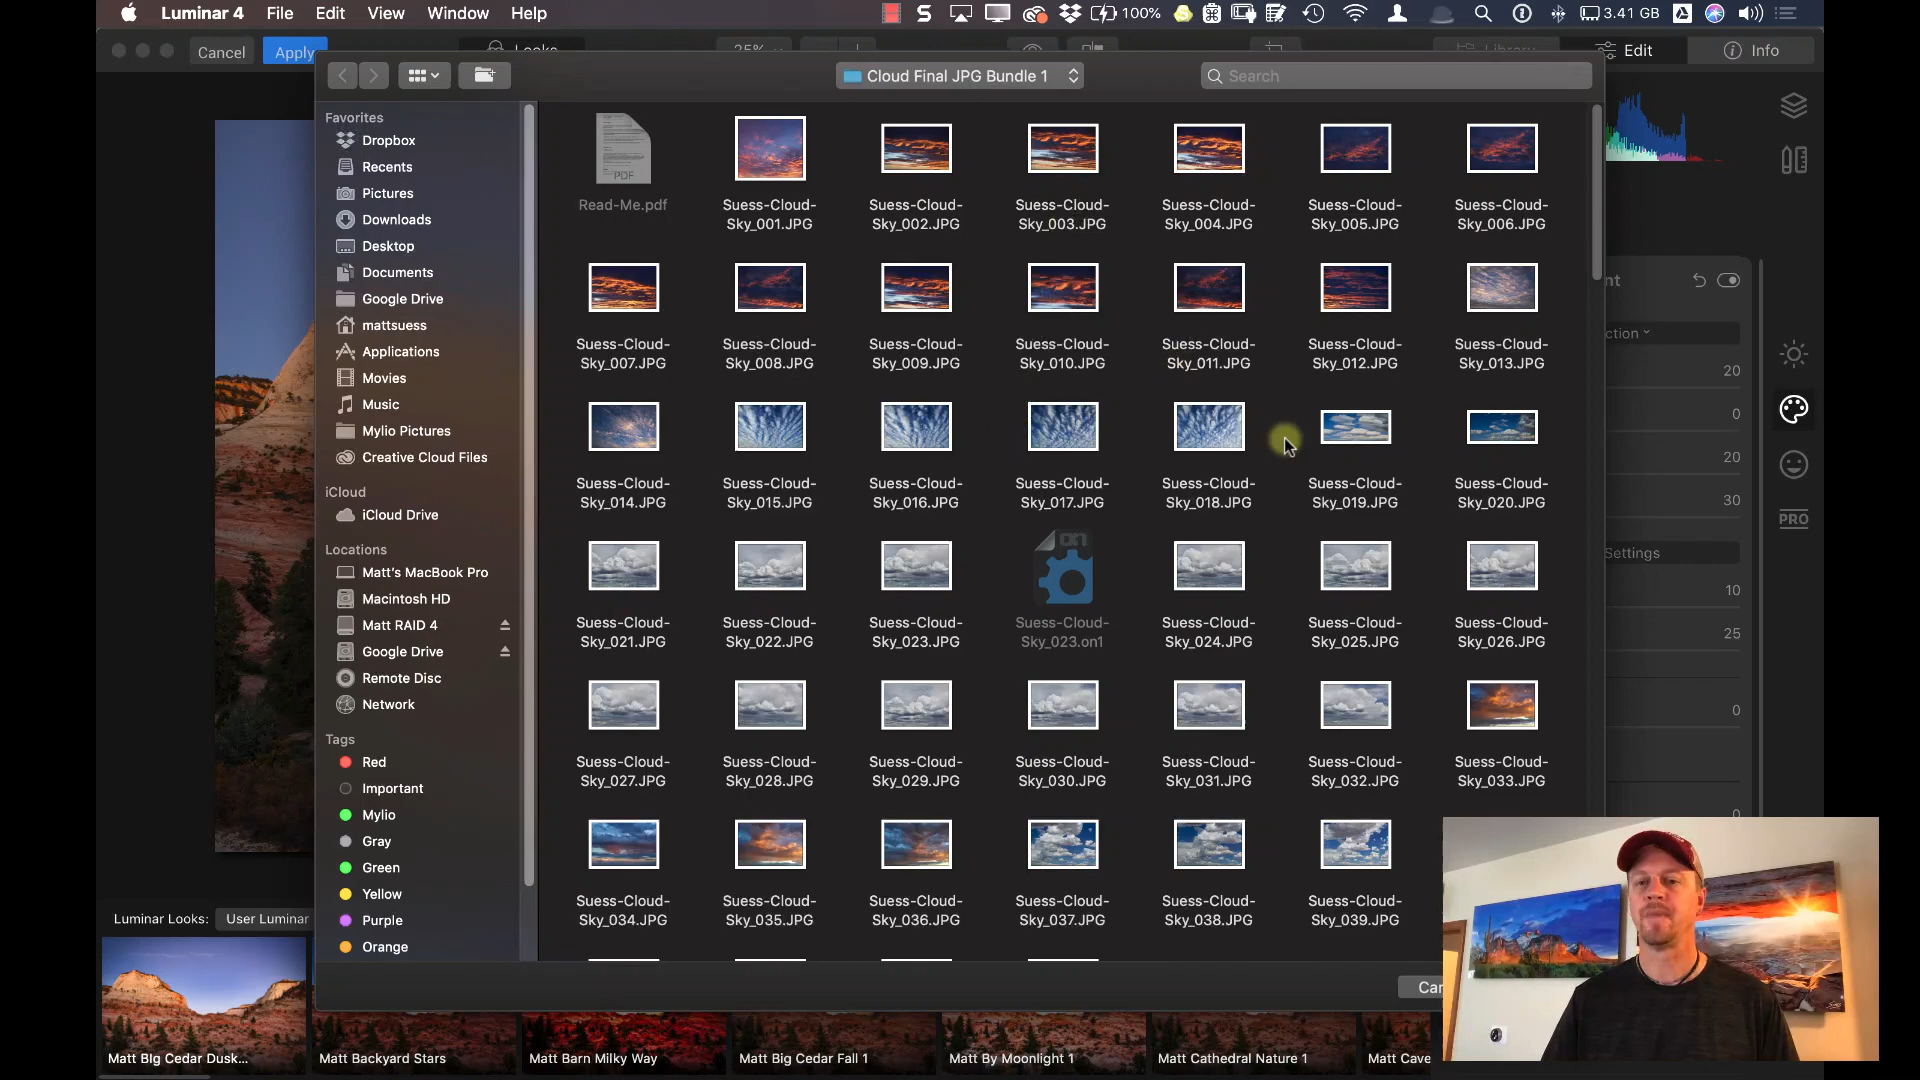 Luminar 4 File Edit View Window Help 100% 3.41 GB
Cancel Apply Looks 25% Library Edit Info
Cloud Final JPG Bundle 1 Search
Favorites
Dropbox
Recents
Pictures
Downloads
Desktop
Documents
Google Drive
mattsuess
Applications
Movies
Music
Mylio Pictures
Creative Cloud Files
iCloud
iCloud Drive
Locations
Matt's MacBook Pro
Macintosh HD
Matt RAID 4
Google Drive
Remote Disc
Network
Tags
Red
Important
Mylio
Gray
Green
Yellow
Purple
Orange
PDF
Read-Me.pdf
Suess-Cloud-
Sky_001.JPG
Suess-Cloud-
Sky_002.JPG
Suess-Cloud-
Sky_003.JPG
Suess-Cloud-
Sky_004.JPG
Suess-Cloud-
Sky_005.JPG
Suess-Cloud-
Sky_006.JPG
Suess-Cloud-
Sky_007.JPG
Suess-Cloud-
Sky_008.JPG
Suess-Cloud-
Sky_009.JPG
Suess-Cloud-
Sky_010.JPG
Suess-Cloud-
Sky_011.JPG
Suess-Cloud-
Sky_012.JPG
Suess-Cloud-
Sky_013.JPG
Suess-Cloud-
Sky_014.JPG
Suess-Cloud-
Sky_015.JPG
Suess-Cloud-
Sky_016.JPG
Suess-Cloud-
Sky_017.JPG
Suess-Cloud-
Sky_018.JPG
Suess-Cloud-
Sky_019.JPG
Suess-Cloud-
Sky_020.JPG
Suess-Cloud-
Sky_021.JPG
Suess-Cloud-
Sky_022.JPG
Suess-Cloud-
Sky_023.JPG
on
Suess-Cloud-
Sky_023.on1
Suess-Cloud-
Sky_024.JPG
Suess-Cloud-
Sky_025.JPG
Suess-Cloud-
Sky_026.JPG
Suess-Cloud-
Sky_027.JPG
Suess-Cloud-
Sky_028.JPG
Suess-Cloud-
Sky_029.JPG
Suess-Cloud-
Sky_030.JPG
Suess-Cloud-
Sky_031.JPG
Suess-Cloud-
Sky_032.JPG
Suess-Cloud-
Sky_033.JPG
Suess-Cloud-
Sky_034.JPG
Suess-Cloud-
Sky_035.JPG
Suess-Cloud-
Sky_036.JPG
Suess-Cloud-
Sky_037.JPG
Suess-Cloud-
Sky_038.JPG
Suess-Cloud-
Sky_039.JPG
Can
nt
ction
20
0
20
30
Settings
10
25
0
0
PRO
Luminar Looks: User Luminar
Matt BIg Cedar Dusk...
Matt Backyard Stars
Matt Barn Milky Way
Matt Big Cedar Fall 1
Matt By Moonlight 1
Matt Cathedral Nature 1
Matt Cave